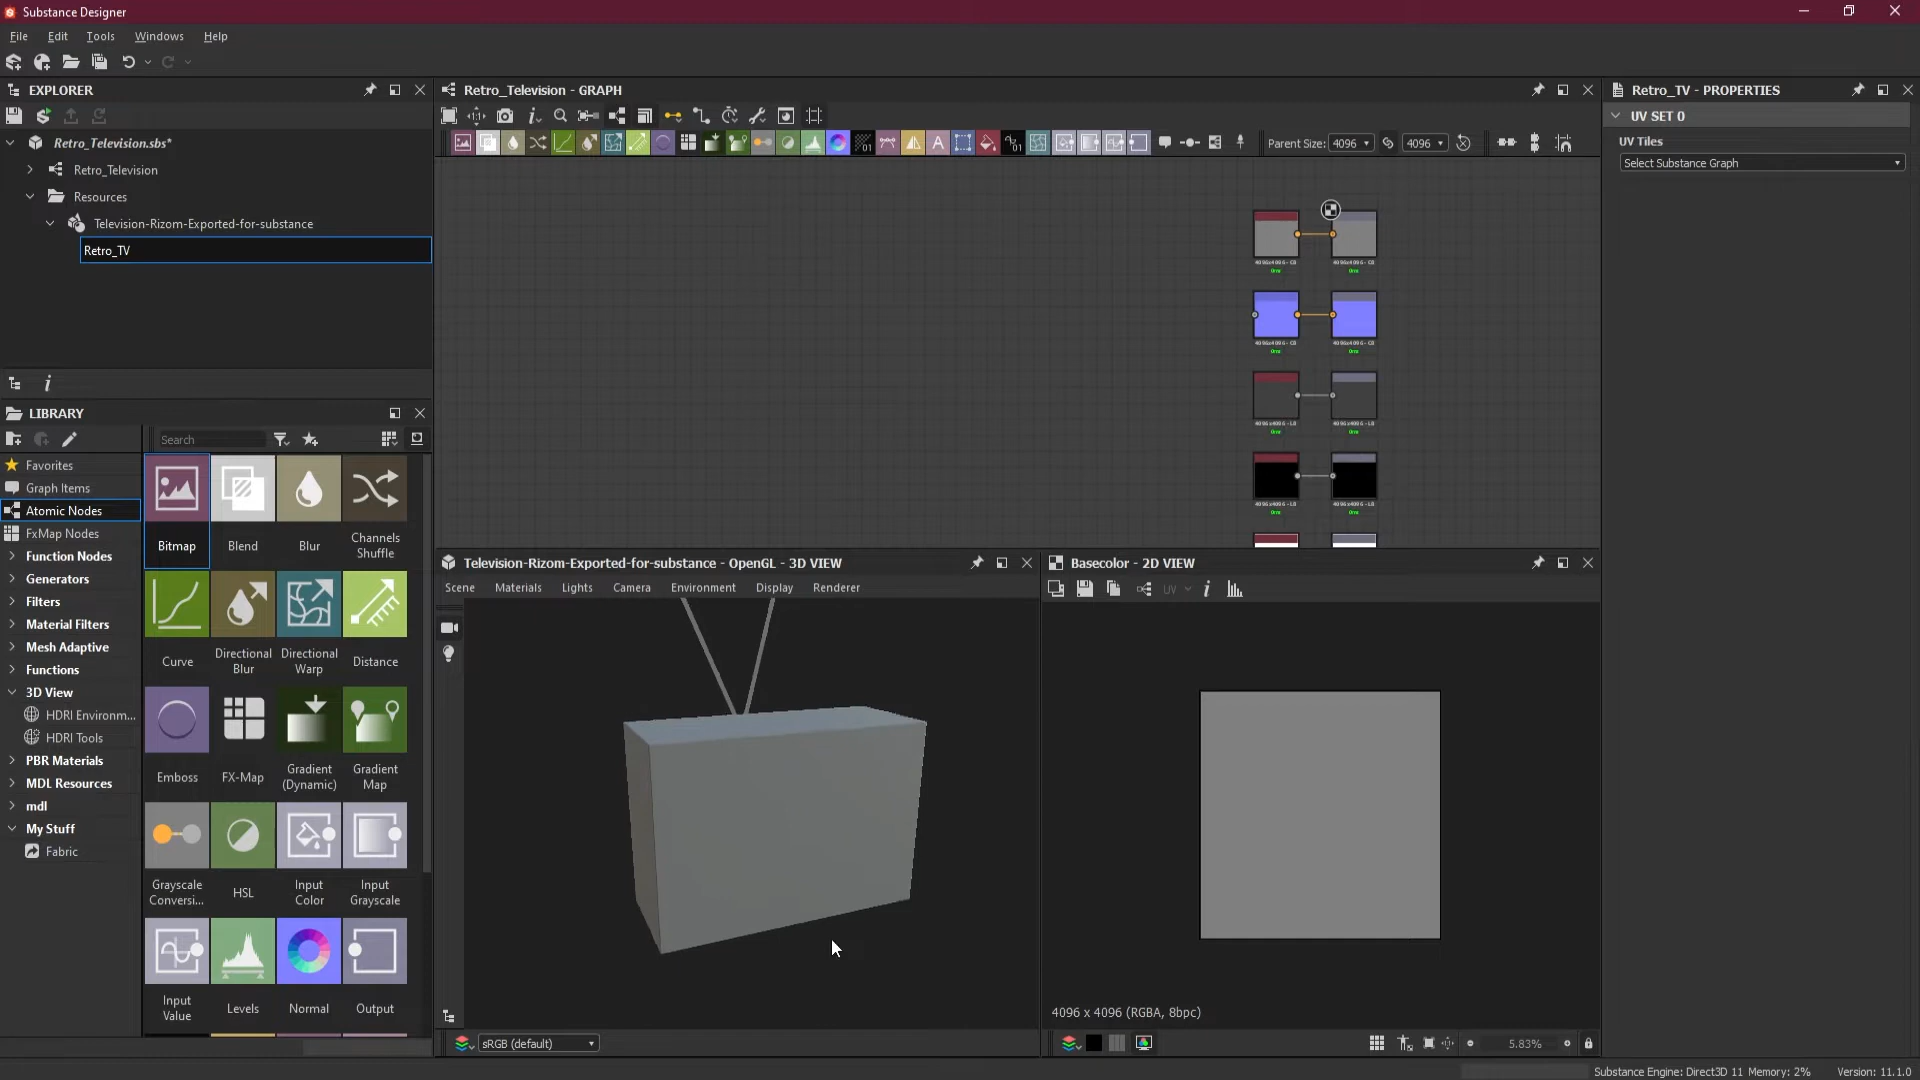 Substance Designer
File Edit Tools Windows Help
EXPLORER
Retro_Television.sbs*
Retro_Television
Resources
Television-Rizom-Exported-for-substance
Retro_TV
LIBRARY
Search
Favorites
Graph Items
Atomic Nodes
FxMap Nodes
Function Nodes
Generators
Filters
Material Filters
Mesh Adaptive
Functions
3D View
HDRI Environm...
HDRI Tools
PBR Materials
MDL Resources
mdl
My Stuff
Fabric
Bitmap
Blend
Blur
Channels
Shuffle
Curve
Directional
Blur
Directional
Warp
Distance
Emboss
FX-Map
Gradient
(Dynamic)
Gradient
Map
Grayscale
Conversi...
HSL
Input
Color
Input
Grayscale
Input
Value
Levels
Normal
Output
Retro_Television - GRAPH
Parent Size: 4096 4096
Television-Rizom-Exported-for-substance - OpenGL - 3D VIEW
Scene Materials Lights Camera Environment Display Renderer
sRGB (default)
Basecolor - 2D VIEW
UV
4096 x 4096 (RGBA, 8bpc)
5.83%
Retro_TV - PROPERTIES
UV SET 0
UV Tiles
Select Substance Graph
Substance Engine: Direct3D 11 Memory: 2% Version: 11.1.0